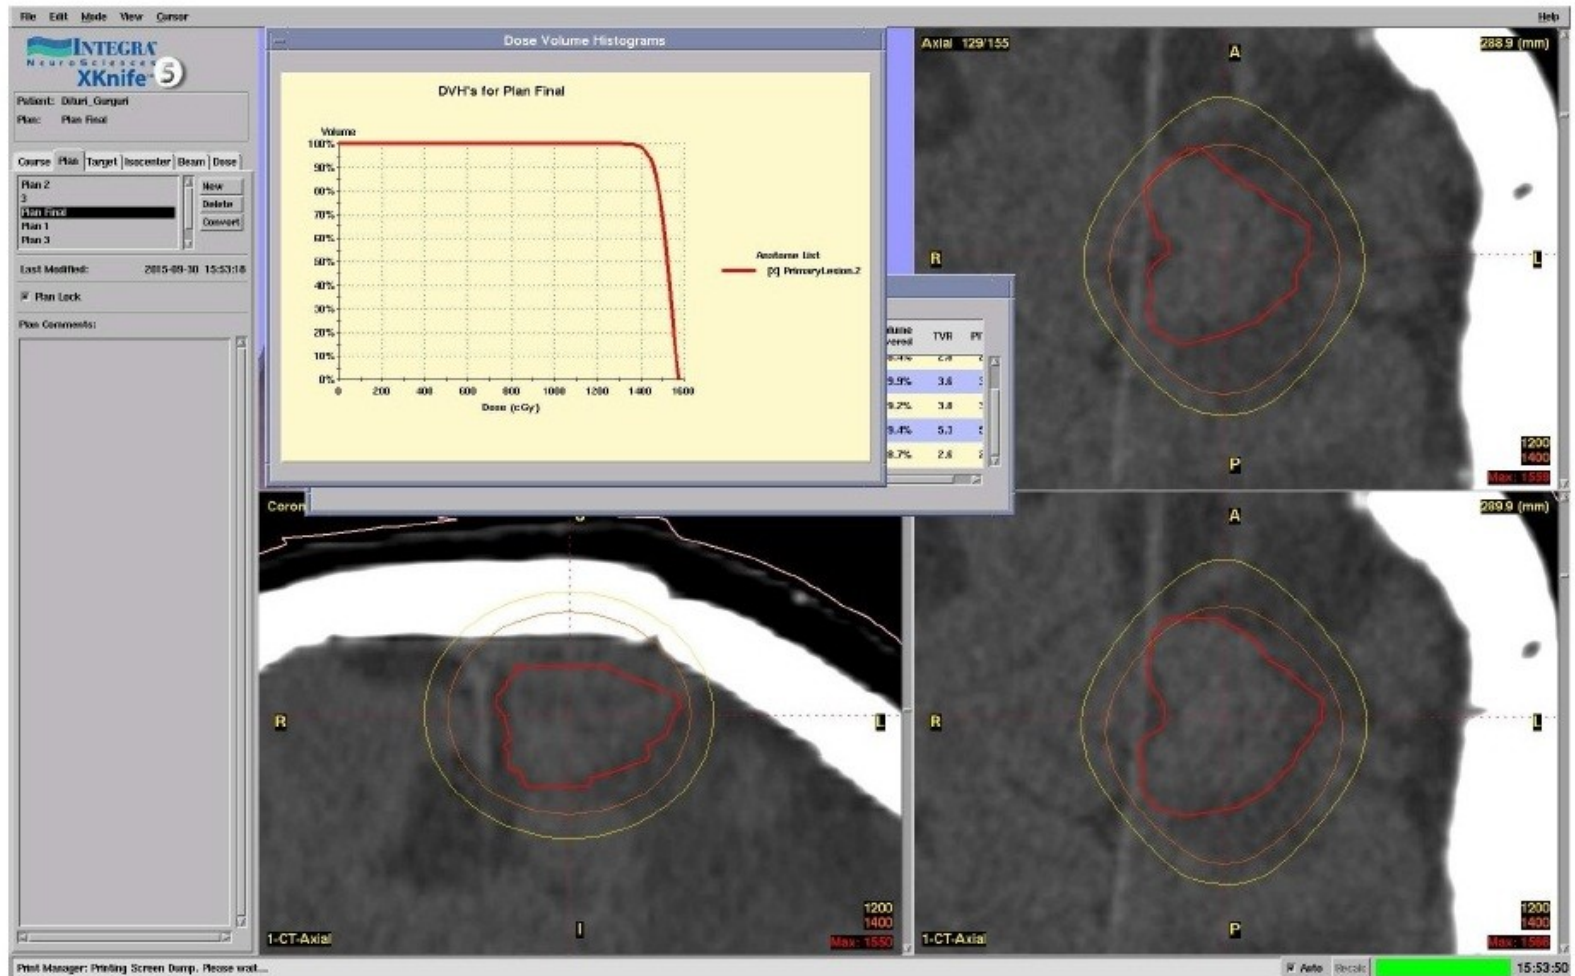 File Edit Mode View Cursor Help
INTEGRA
NeuroSciences
XKnife 5
Patient: Dituri_Gurguri
Plan: Plan Final
Course Plan Target Isocenter Beam Dose
Plan 2
3
Plan Final
Plan 1
Plan 3
New
Delete
Convert
Last Modified: 2015-09-30 15:53:18
Plan Lock
Plan Comments:
Dose Volume Histograms
DVH's for Plan Final
Volume
100%
90%
80%
70%
60%
50%
40%
30%
20%
10%
0%
0 200 400 600 800 1000 1200 1400 1600
Dose (cGy)
Anatome List
[X] PrimaryLesion.2
TVR
9.9% 3.6
9.2% 3.8
9.4% 5.3
8.7% 2.6
Axial 129/155 288.9 (mm)
A
R L
P
1200
1400
Max: 1559
Coron
R L
I
1200
1400
Max: 1550
1-CT-Axial
289.9 (mm)
A
R L
P
1200
1400
Max: 1566
1-CT-Axial
Print Manager: Printing Screen Dump. Please wait...
Auto Recalc 15:53:50